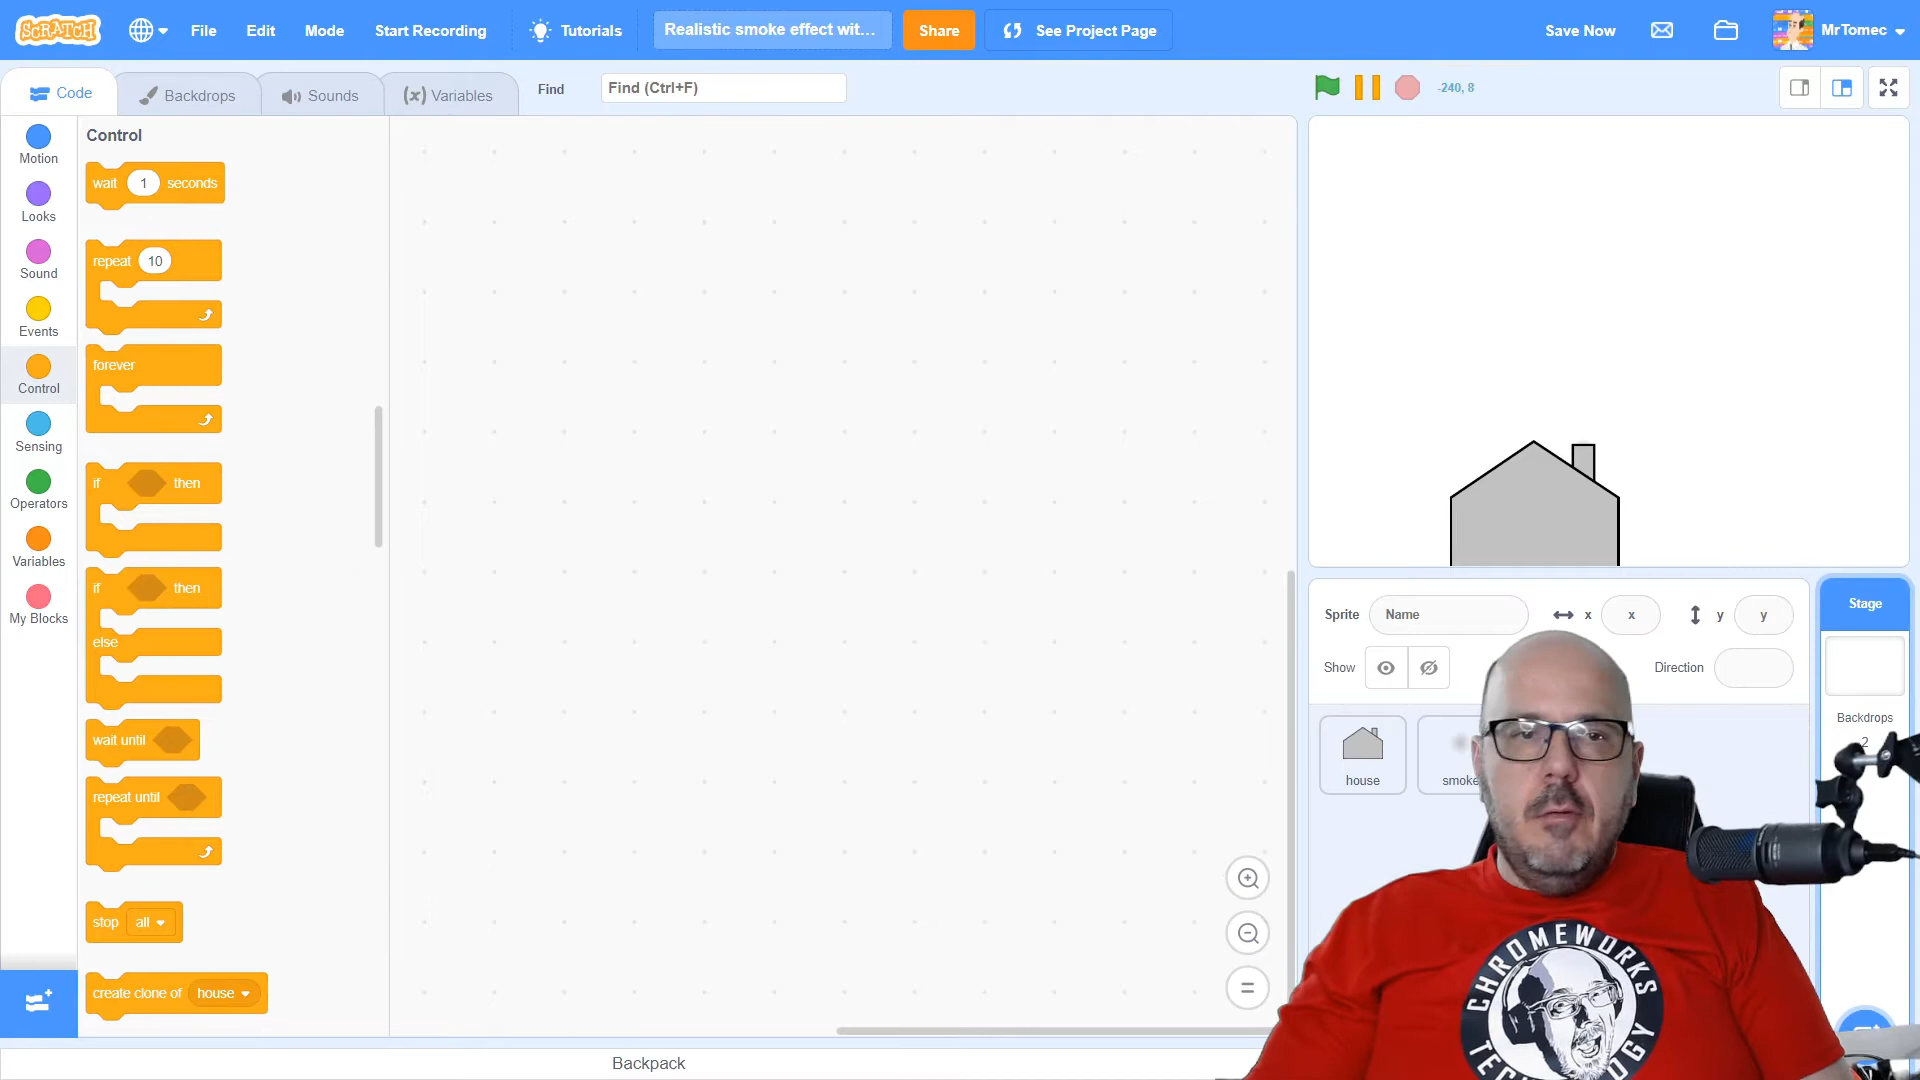 SCRATCH File Edit Mode Start Recording Tutorials Realistic smoke effect wit... Share See Project Page Save Now MrTomec
Code Backdrops Sounds (x) Variables Find Find (Ctrl+F) -240, 8
Motion
Looks
Sound
Events
Control
Sensing
Operators
Variables
My Blocks
Control
wait 1 seconds
repeat 10
forever
if then
if then
else
wait until
repeat until
stop all
create clone of house
Sprite Name x x y y
Show Direction
house
smoke
Stage
Backdrops
2
Backpack
CHROMEWORKS